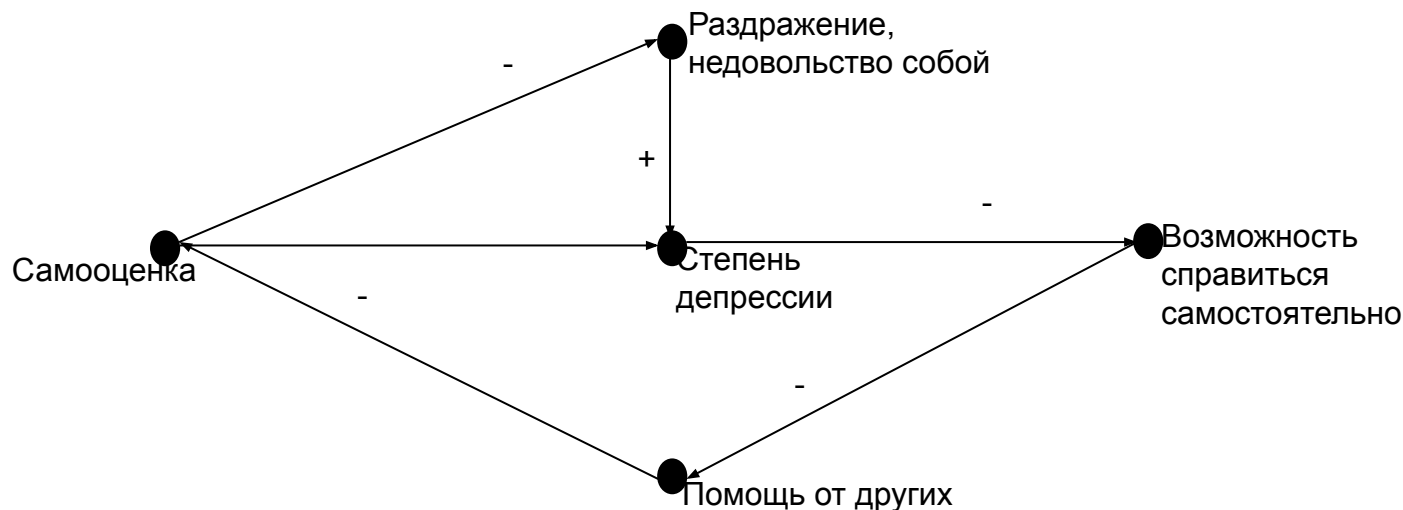 Раздражение,
недовольство собой
-
+
-
Самооценка
Степень
депрессии
Возможность
справиться
самостоятельно
-
-
Помощь от других